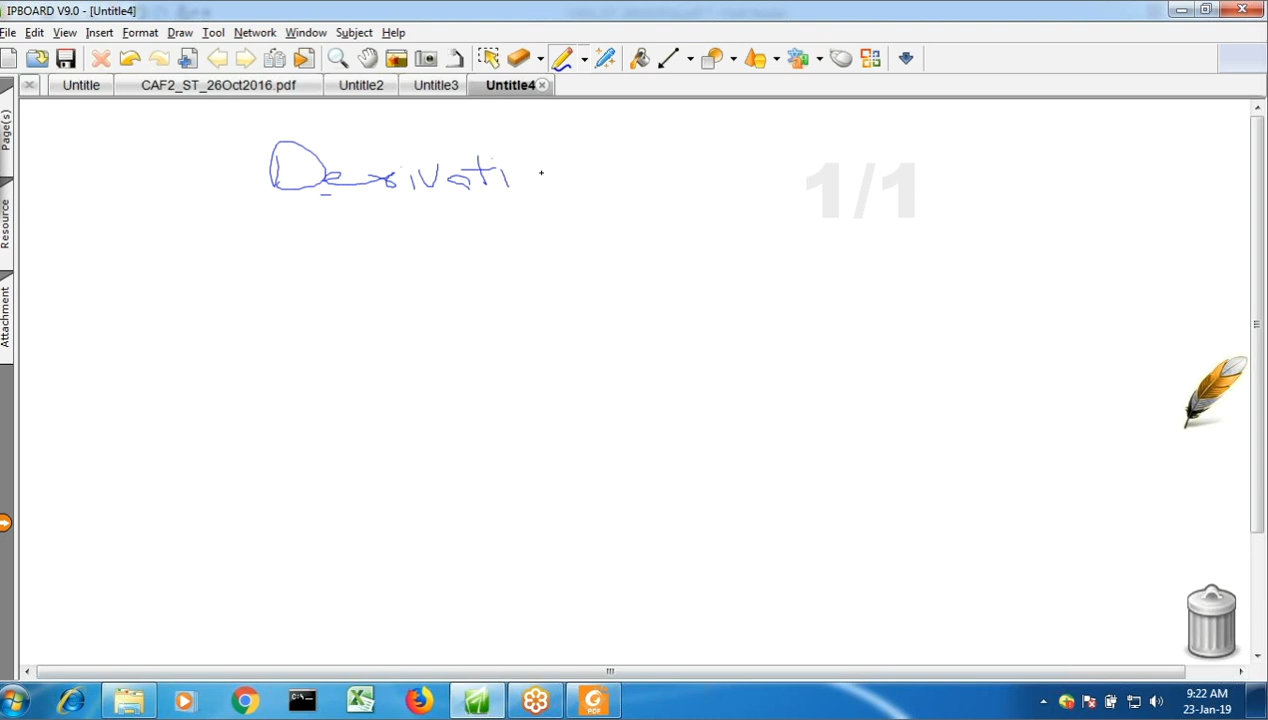 IPBOARD V9.0 - [Untitle4]
File Edit View Insert Format Draw Tool Network Window Subject Help
Untitle CAF2_ST_26Oct2016.pdf Untitle2 Untitle3 Untitle4
Page(s)
Resource
Attachment
Derivati
1/1
PDF
9:22 AM
23-Jan-19